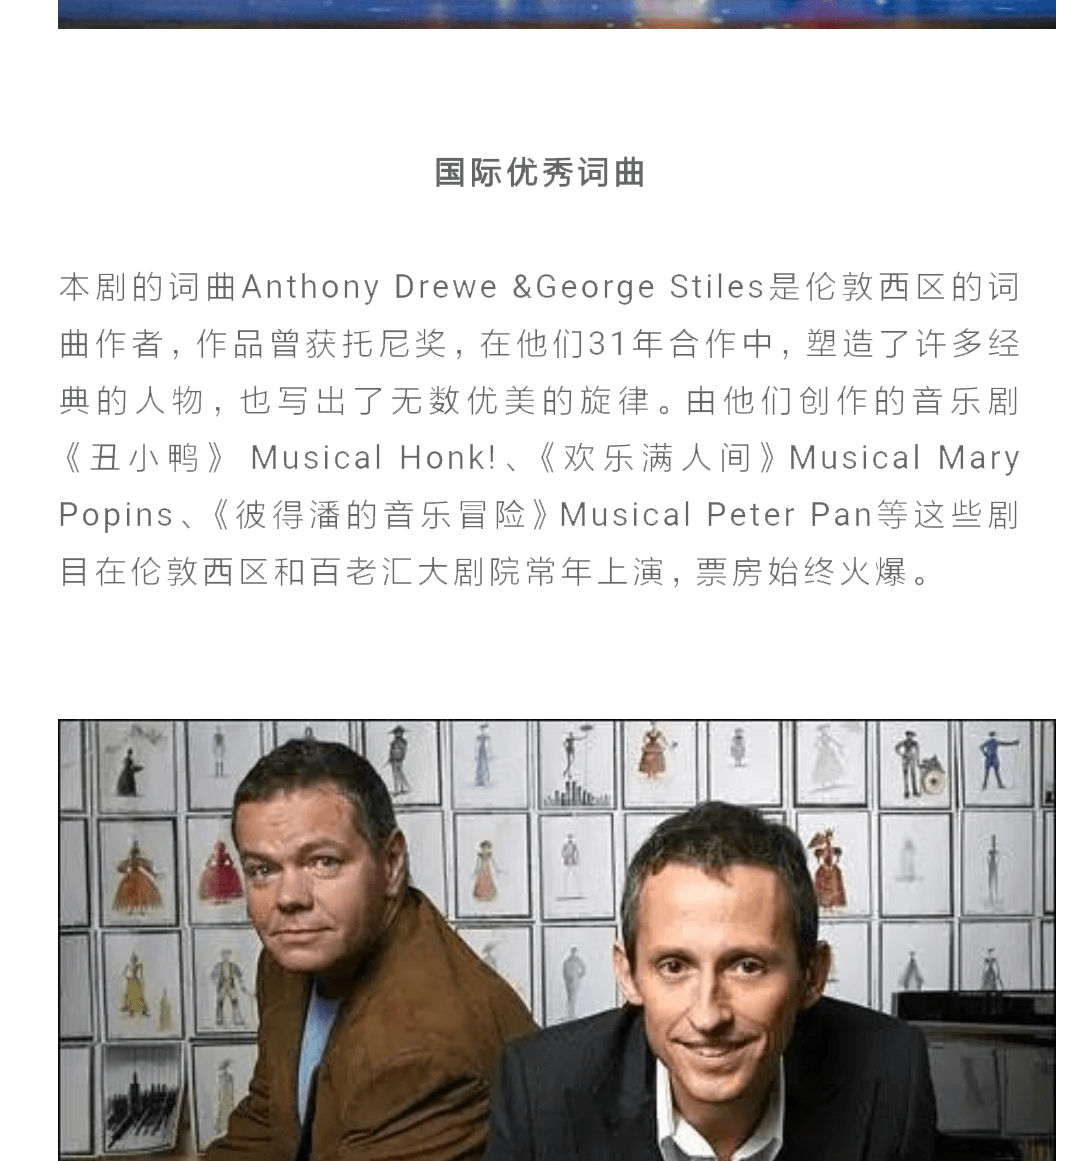 国际优秀词曲
本剧的词曲Anthony Drewe &George Stiles是伦敦西区的词
曲作者，作品曾获托尼奖，在他们31年合作中，塑造了许多经
典的人物，也写出了无数优美的旋律。由他们创作的音乐剧
《丑小鸭》 Musical Honk!、《欢乐满人间》Musical Mary
Popins、《彼得潘的音乐冒险》Musical Peter Pan等这些剧
目在伦敦西区和百老汇大剧院常年上演，票房始终火爆。